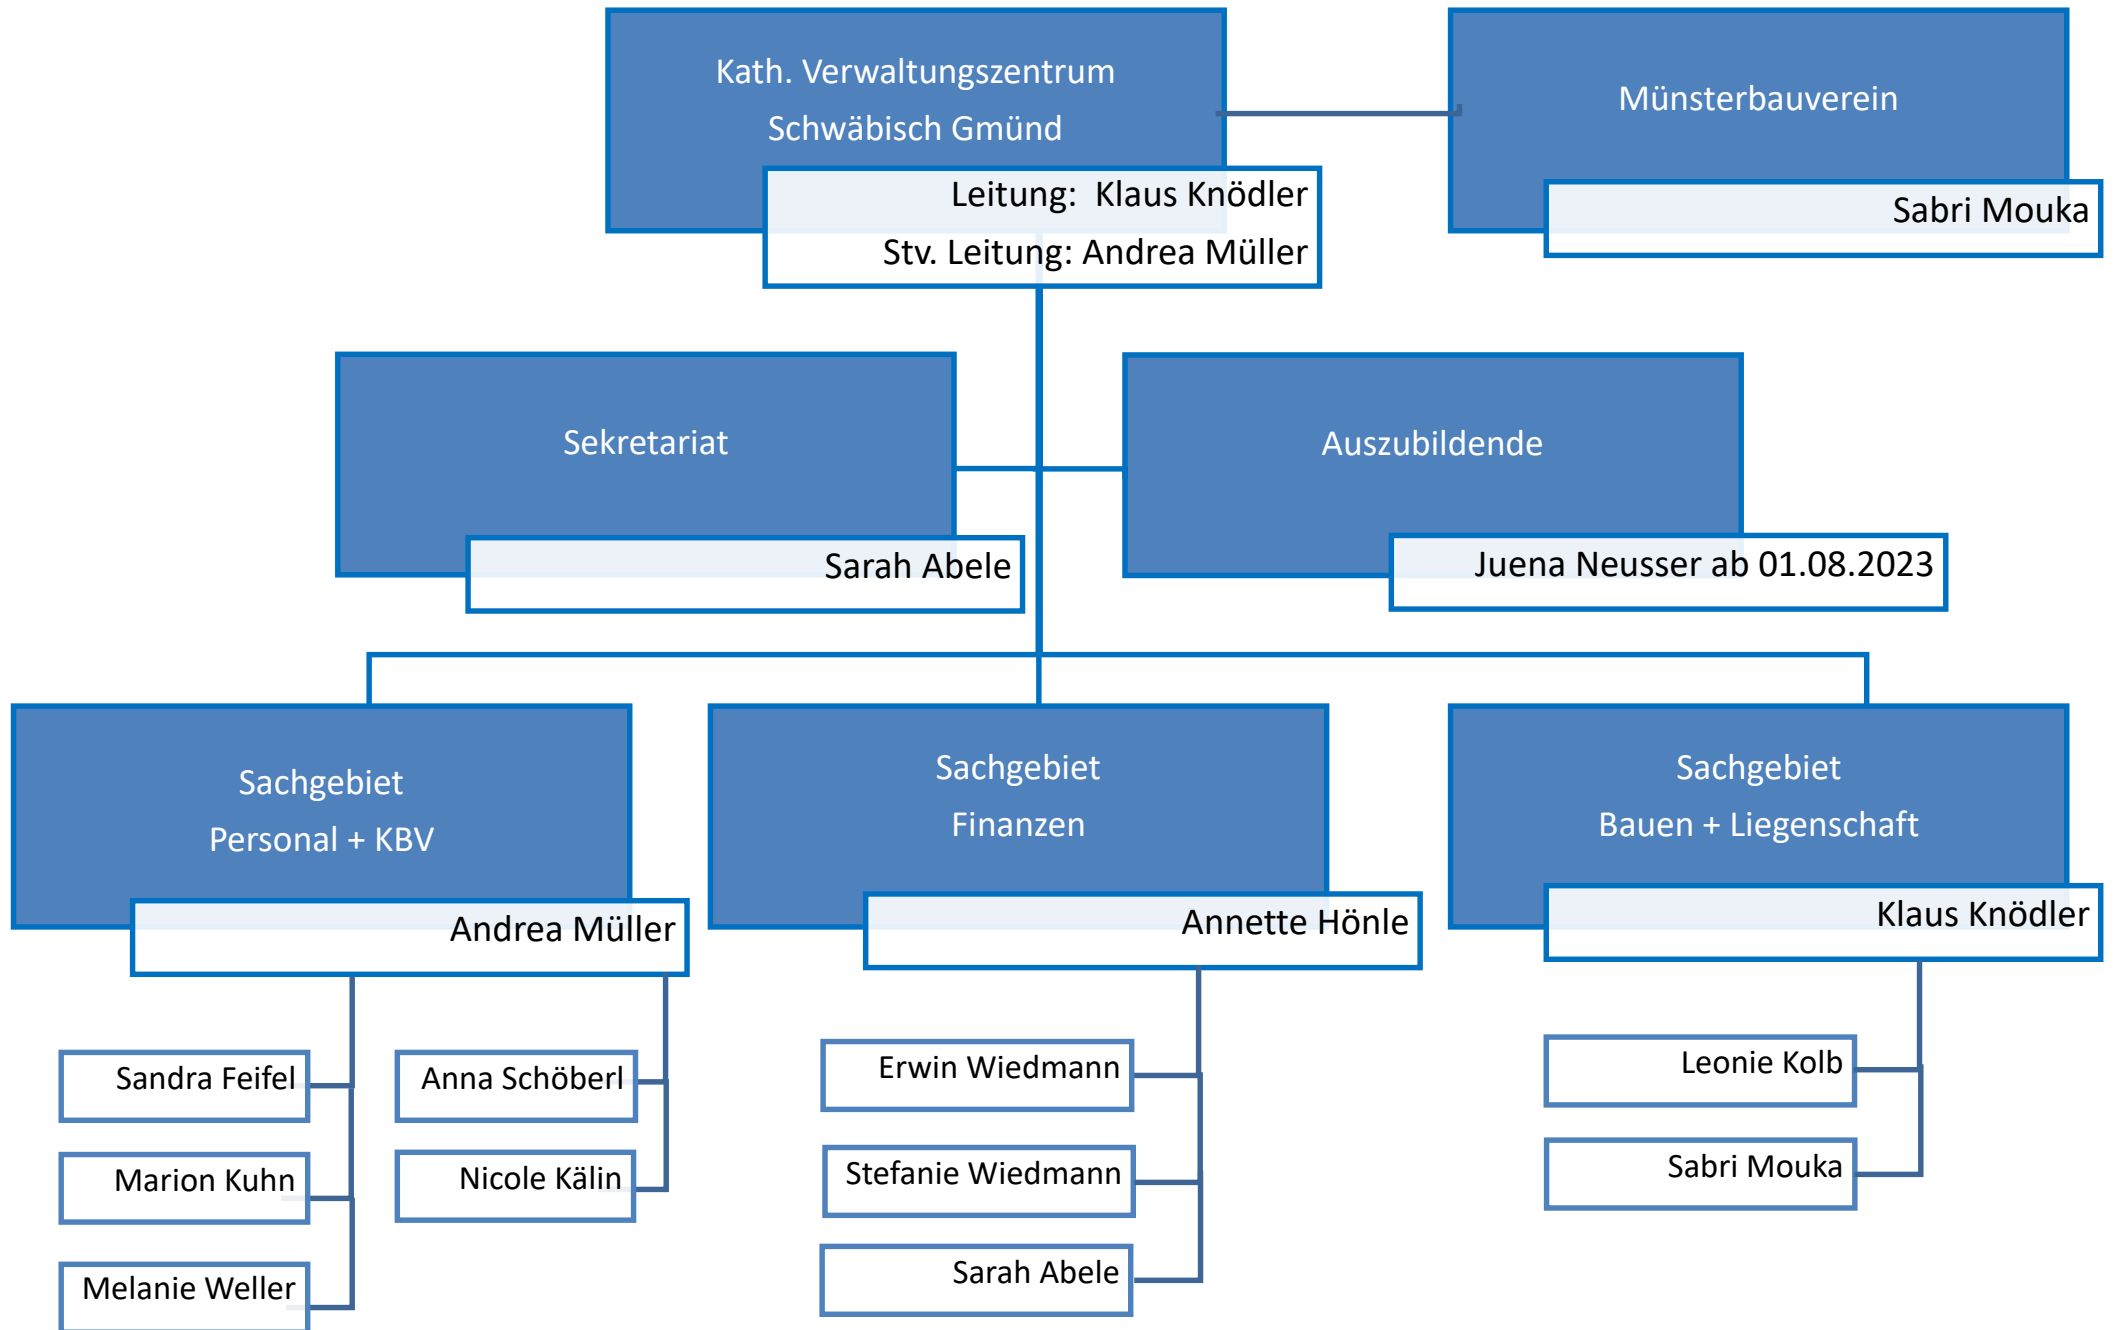 Kath. Verwaltungszentrum
Schwäbisch Gmünd
Leitung:  Klaus Knödler
Stv. Leitung: Andrea Müller
Münsterbauverein
Sabri Mouka
Sekretariat
Sarah Abele
Auszubildende
Juena Neusser ab 01.08.2023
Sachgebiet
Personal + KBV
Andrea Müller
Sandra Feifel
Marion Kuhn
Melanie Weller
Anna Schöberl
Nicole Kälin
Sachgebiet
Finanzen
Annette Hönle
Erwin Wiedmann
Stefanie Wiedmann
Sarah Abele
Sachgebiet
Bauen + Liegenschaft
Klaus Knödler
Leonie Kolb
Sabri Mouka